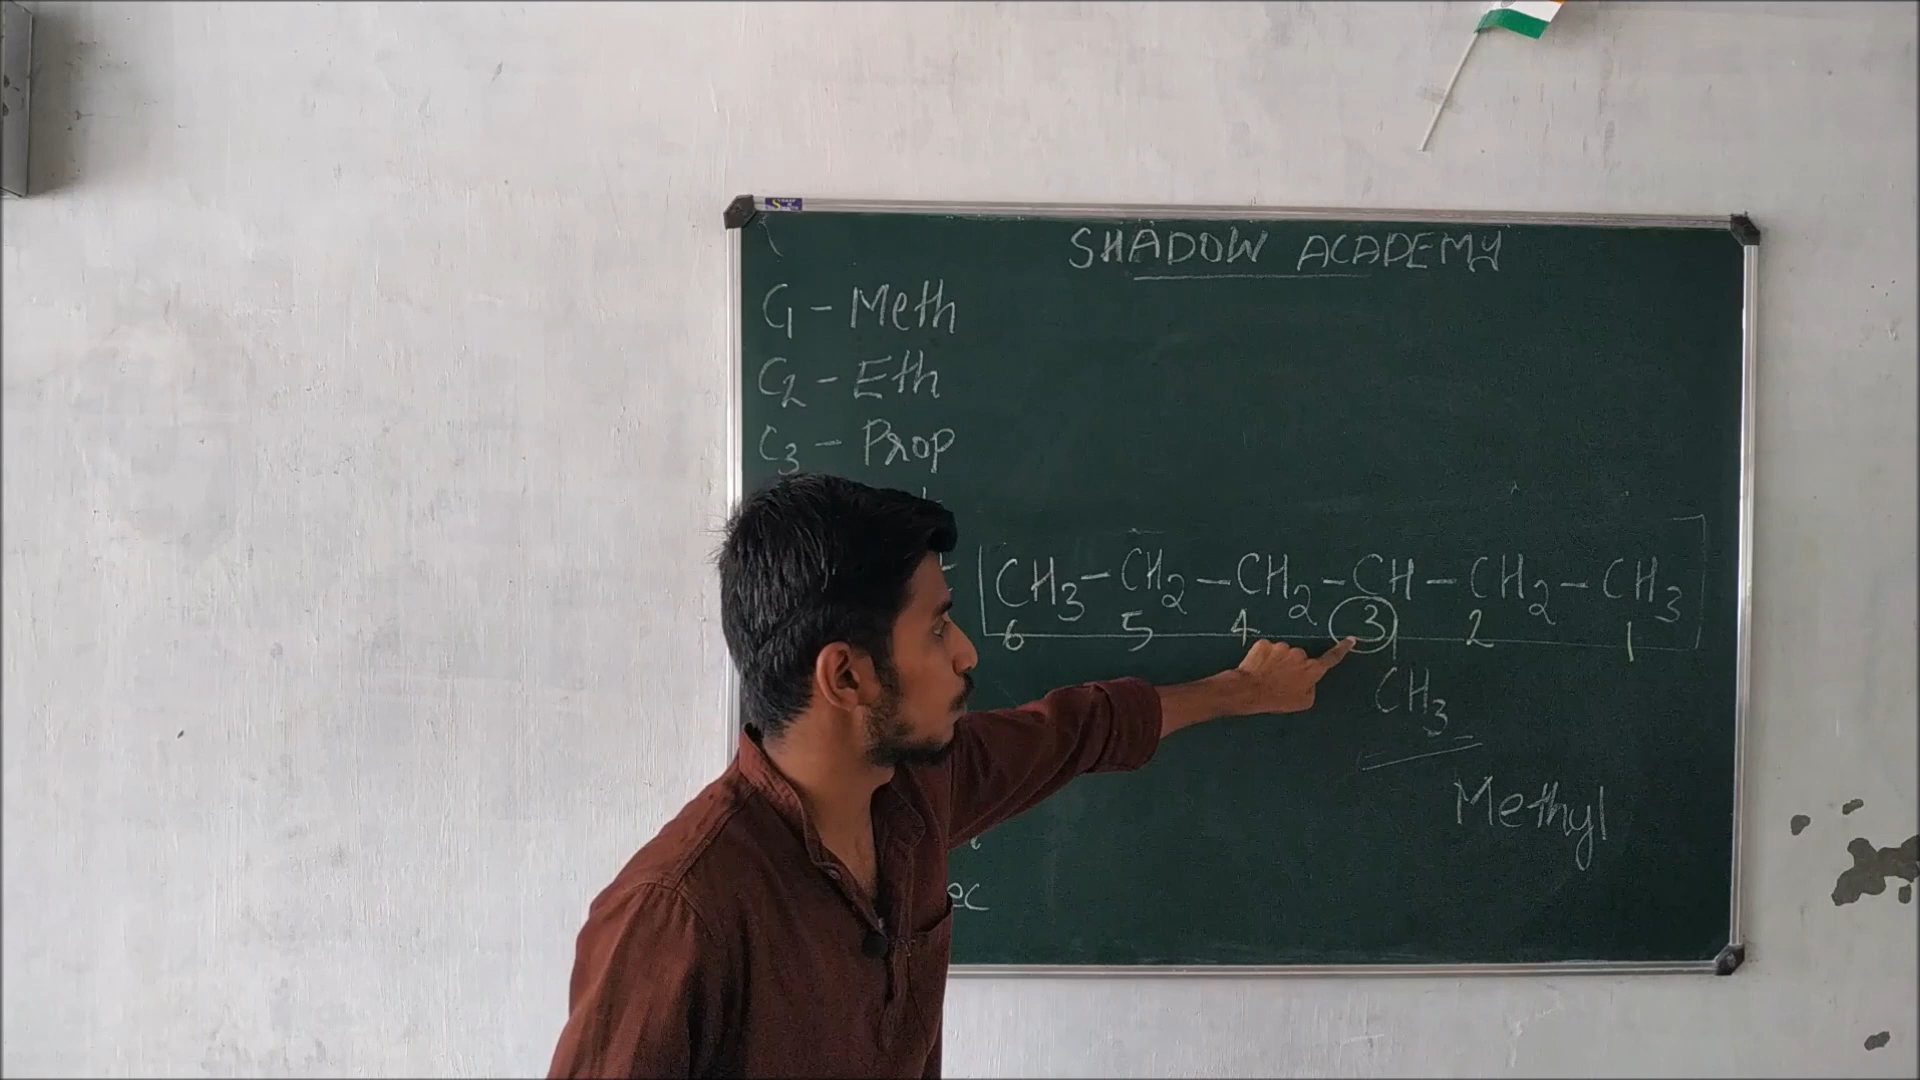 SHADOW ACADEMY
C1 - Meth
C2 - Eth
C3 - Prop
CH3 - CH2 - CH2 - CH - CH2 - CH3
6 5 4 3 2 1
CH3
Methyl
ec